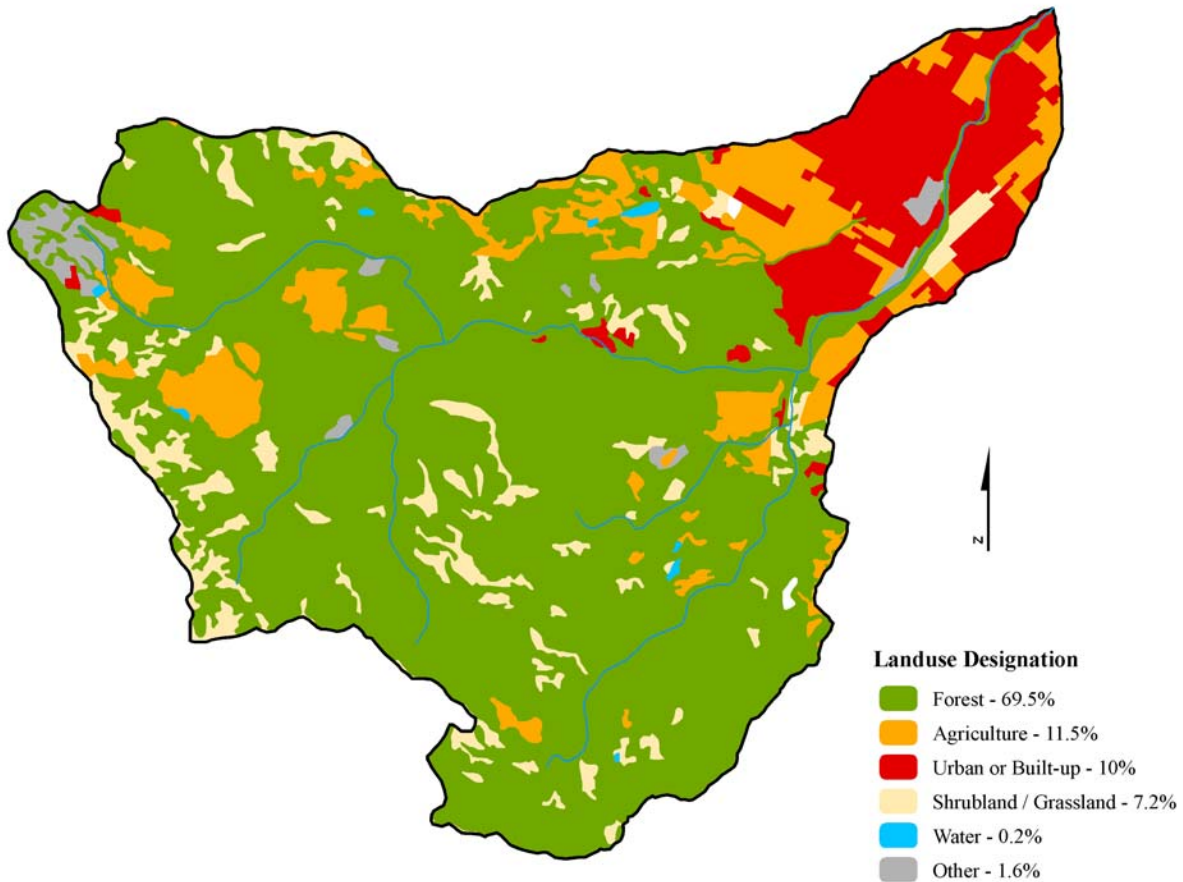 N
Landuse Designation
Forest - 69.5%
Agriculture - 11.5%
Urban or Built-up - 10%
Shrubland / Grassland - 7.2%
Water - 0.2%
Other - 1.6%